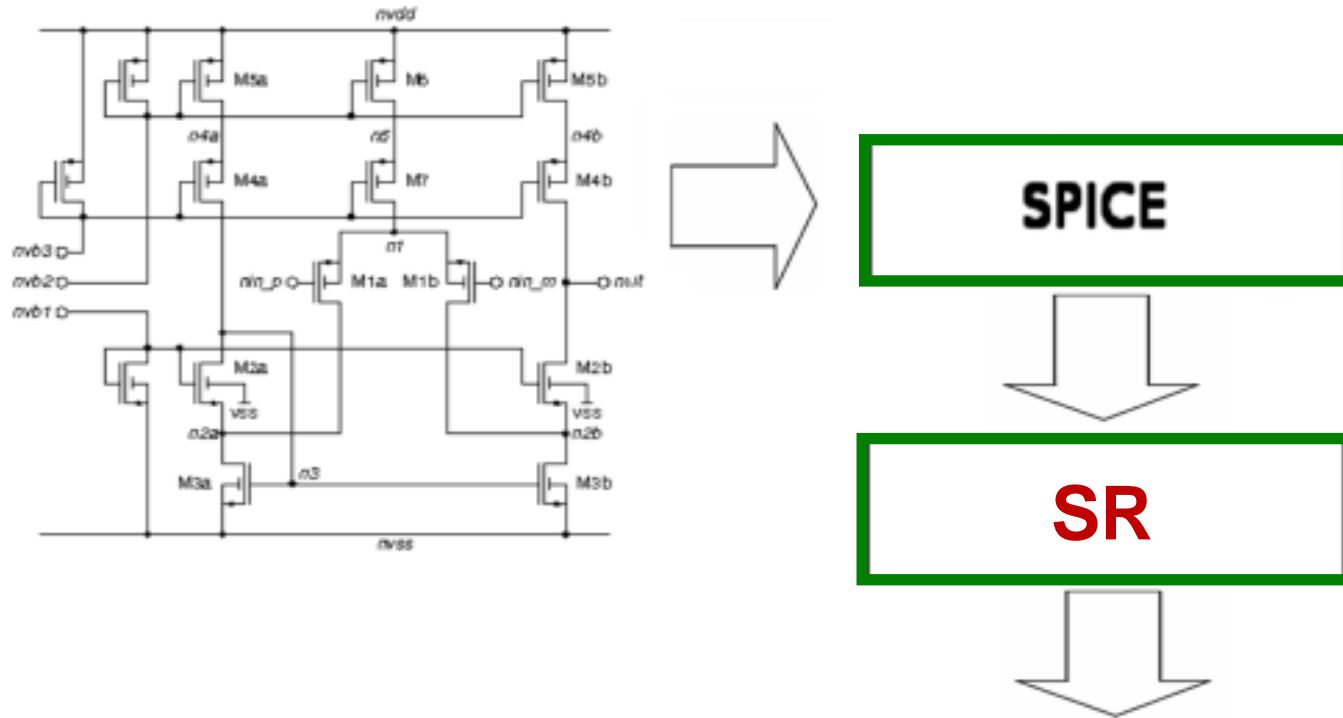 nvdd
M5a
M6
M5b
n4a
n6
n4b
M4a
M7
M4b
nvb3
n1
nvb2
nin_p
M1a
M1b
nin_m
nout
nvb1
M2a
M2b
vss
vss
n2a
n2b
M3a
n3
M3b
nvss
SPICE
SR